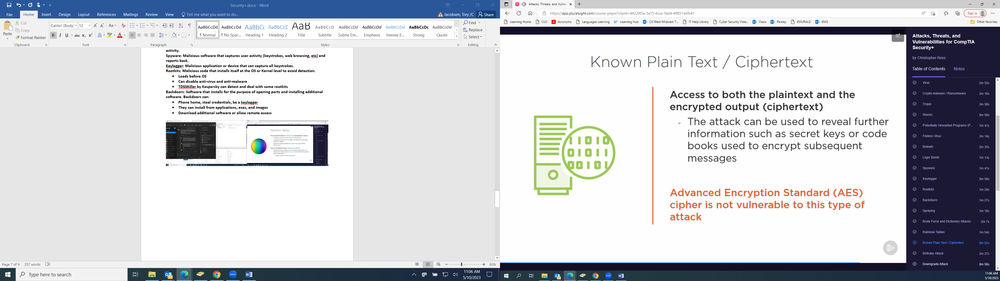 Security+.docx - Word
File
Home
Insert
Design
Layout
References
Mailings
Review
View
Tell me what you want to do...
Jacobsen, Trey /C
Share
Paste
Cut
Copy
Format Painter
Clipboard
Calibri (Body)
12
Font
Paragraph
AaBbCcDd
¶ Normal
AaBbCcDd
¶ No Spac...
AaBbC(
Heading 1
AaBbCcC
Heading 2
AaB
Title
AaBbCcD
Subtitle
AaBbCcDd
Subtle Em...
AaBbCcDd
Emphasis
AaBbCcDd
Intense E...
AaBbCcDc
Strong
AaBbCcDd
Quote
Styles
Find
Replace
Select
Editing
activity.
Spyware: Malicious software that captures user activity (keystrokes, web browsing, etc) and
reports back.
Keylogger: Malicious application or device that can capture all keystrokes.
Rootkits: Malicious code that installs itself at the OS or Kernel level to avoid detection.
• Loads before OS
• Can disable anti-virus and anti-malware
• TDSSKiller by Kaspersky can detect and deal with some rootkits
Backdoors: Software that installs for the purpose of opening ports and installing additional
software. Backdoors can:
• Phone home, steal credentials, be a keylogger
• They can install from applications, exes, and images
• Download additional software or allow remote access
Rainbow Tables
Page 7 of 9
257 words
80%
Type here to search
11:06 AM
5/10/2023
Attacks, Threats, and Vulner
https://app.pluralsight.com/course-player?clipId=44220f3a-3a15-4cce-9a64-4ff031a6fb41
Sign in
Learning Home
CLO
Acronyms
Languages Learning
Learning Hub
CX West-Midwest T...
IT Help Library
Cyber Security Vide...
Oasis
Parsley
EMURALD
EMG
Other favorites
Known Plain Text / Ciphertext
Access to both the plaintext and the
encrypted output (ciphertext)
- The attack can be used to reveal further
information such as secret keys or code
books used to encrypt subsequent
messages
Advanced Encryption Standard (AES)
cipher is not vulnerable to this type of
attack
Attacks, Threats, and
Vulnerabilities for CompTIA
Security+
by Christopher Rees
Table of Contents
Notes
Virus 2m 52s
Crypto-malware / Ransomware 2m 16s
Trojan 3m 50s
Worms 0m 50s
Potentially Unwanted Programs (P... 1m 41s
Fileless Virus 2m 14s
Botnets 2m 35s
Logic Bomb 1m 13s
Spyware 1m 41s
Keylogger 0m 58s
Rootkits 1m 20s
Backdoors 1m 27s
Spraying 1m 18s
Brute Force and Dictionary Attacks 2m 7s
Rainbow Tables 1m 54s
Known Plain Text / Ciphertext 0m 52s
Birthday Attack 2m 27s
Downgrade Attack 0m 56s
11:06 AM
5/10/2023